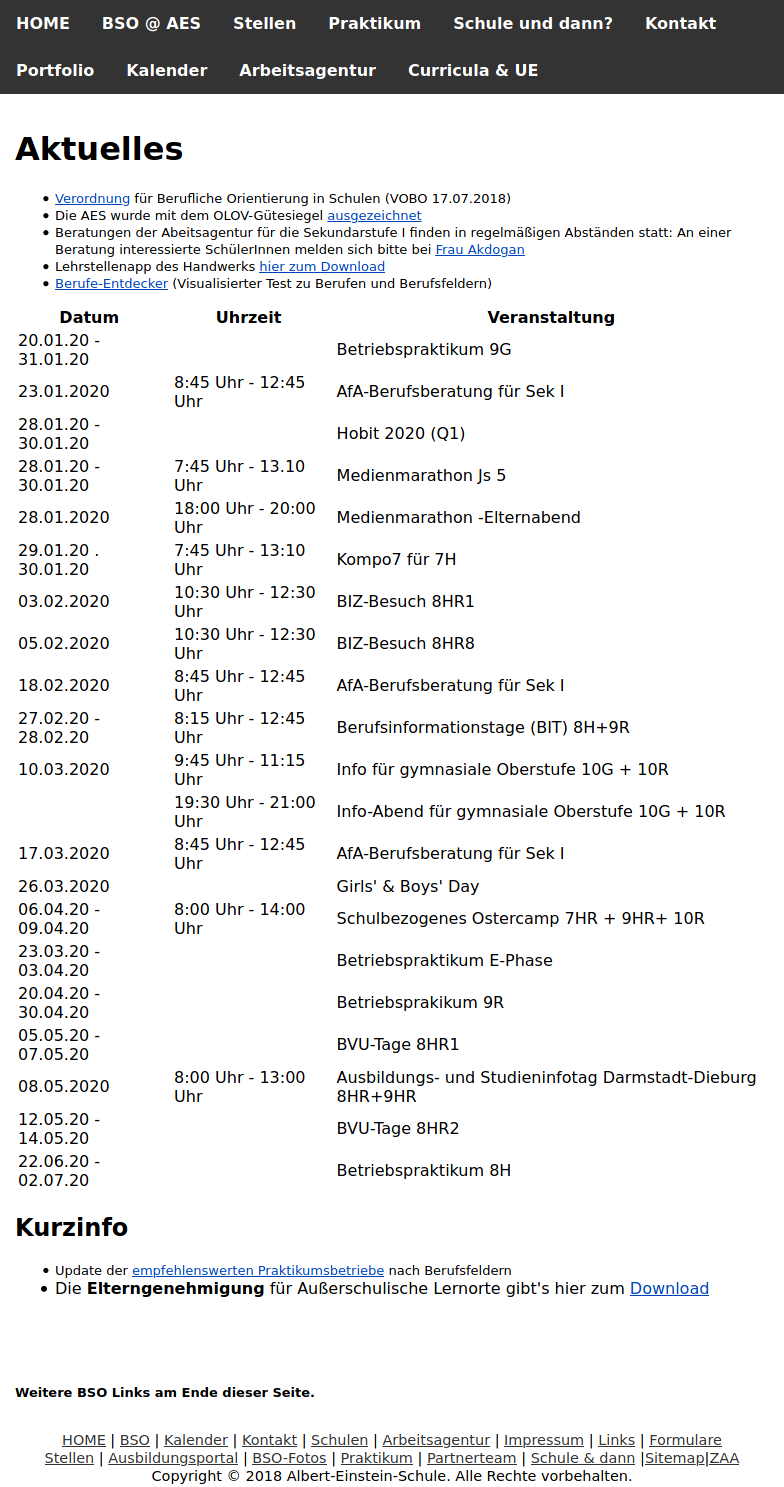 HOME BSO @ AES Stellen Praktikum Schule und dann? Kontakt
Portfolio Kalender Arbeitsagentur Curricula & UE
Aktuelles
• Verordnung für Berufliche Orientierung in Schulen (VOBO 17.07.2018)
• Die AES wurde mit dem OLOV-Gütesiegel ausgezeichnet
• Beratungen der Abeitsagentur für die Sekundarstufe I finden in regelmäßigen Abständen statt: An einer
Beratung interessierte SchülerInnen melden sich bitte bei Frau Akdogan
• Lehrstellenapp des Handwerks hier zum Download
• Berufe-Entdecker (Visualisierter Test zu Berufen und Berufsfeldern)
Datum Uhrzeit Veranstaltung
20.01.20 -
31.01.20
Betriebspraktikum 9G
23.01.2020
8:45 Uhr - 12:45
Uhr
AfA-Berufsberatung für Sek I
28.01.20 -
30.01.20
Hobit 2020 (Q1)
28.01.20 -
30.01.20
7:45 Uhr - 13.10
Uhr
Medienmarathon Js 5
28.01.2020
18:00 Uhr - 20:00
Uhr
Medienmarathon -Elternabend
29.01.20 .
30.01.20
7:45 Uhr - 13:10
Uhr
Kompo7 für 7H
03.02.2020
10:30 Uhr - 12:30
Uhr
BIZ-Besuch 8HR1
05.02.2020
10:30 Uhr - 12:30
Uhr
BIZ-Besuch 8HR8
18.02.2020
8:45 Uhr - 12:45
Uhr
AfA-Berufsberatung für Sek I
27.02.20 -
28.02.20
8:15 Uhr - 12:45
Uhr
Berufsinformationstage (BIT) 8H+9R
10.03.2020
9:45 Uhr - 11:15
Uhr
Info für gymnasiale Oberstufe 10G + 10R
19:30 Uhr - 21:00
Uhr
Info-Abend für gymnasiale Oberstufe 10G + 10R
17.03.2020
8:45 Uhr - 12:45
Uhr
AfA-Berufsberatung für Sek I
26.03.2020
Girls' & Boys' Day
06.04.20 -
09.04.20
8:00 Uhr - 14:00
Uhr
Schulbezogenes Ostercamp 7HR + 9HR+ 10R
23.03.20 -
03.04.20
Betriebspraktikum E-Phase
20.04.20 -
30.04.20
Betriebsprakikum 9R
05.05.20 -
07.05.20
BVU-Tage 8HR1
08.05.2020
8:00 Uhr - 13:00
Uhr
Ausbildungs- und Studieninfotag Darmstadt-Dieburg
8HR+9HR
12.05.20 -
14.05.20
BVU-Tage 8HR2
22.06.20 -
02.07.20
Betriebspraktikum 8H
Kurzinfo
• Update der empfehlenswerten Praktikumsbetriebe nach Berufsfeldern
• Die Elterngenehmigung für Außerschulische Lernorte gibt's hier zum Download
Weitere BSO Links am Ende dieser Seite.
HOME | BSO | Kalender | Kontakt | Schulen | Arbeitsagentur | Impressum | Links | Formulare
Stellen | Ausbildungsportal | BSO-Fotos | Praktikum | Partnerteam | Schule & dann |Sitemap|ZAA
Copyright © 2018 Albert-Einstein-Schule. Alle Rechte vorbehalten.